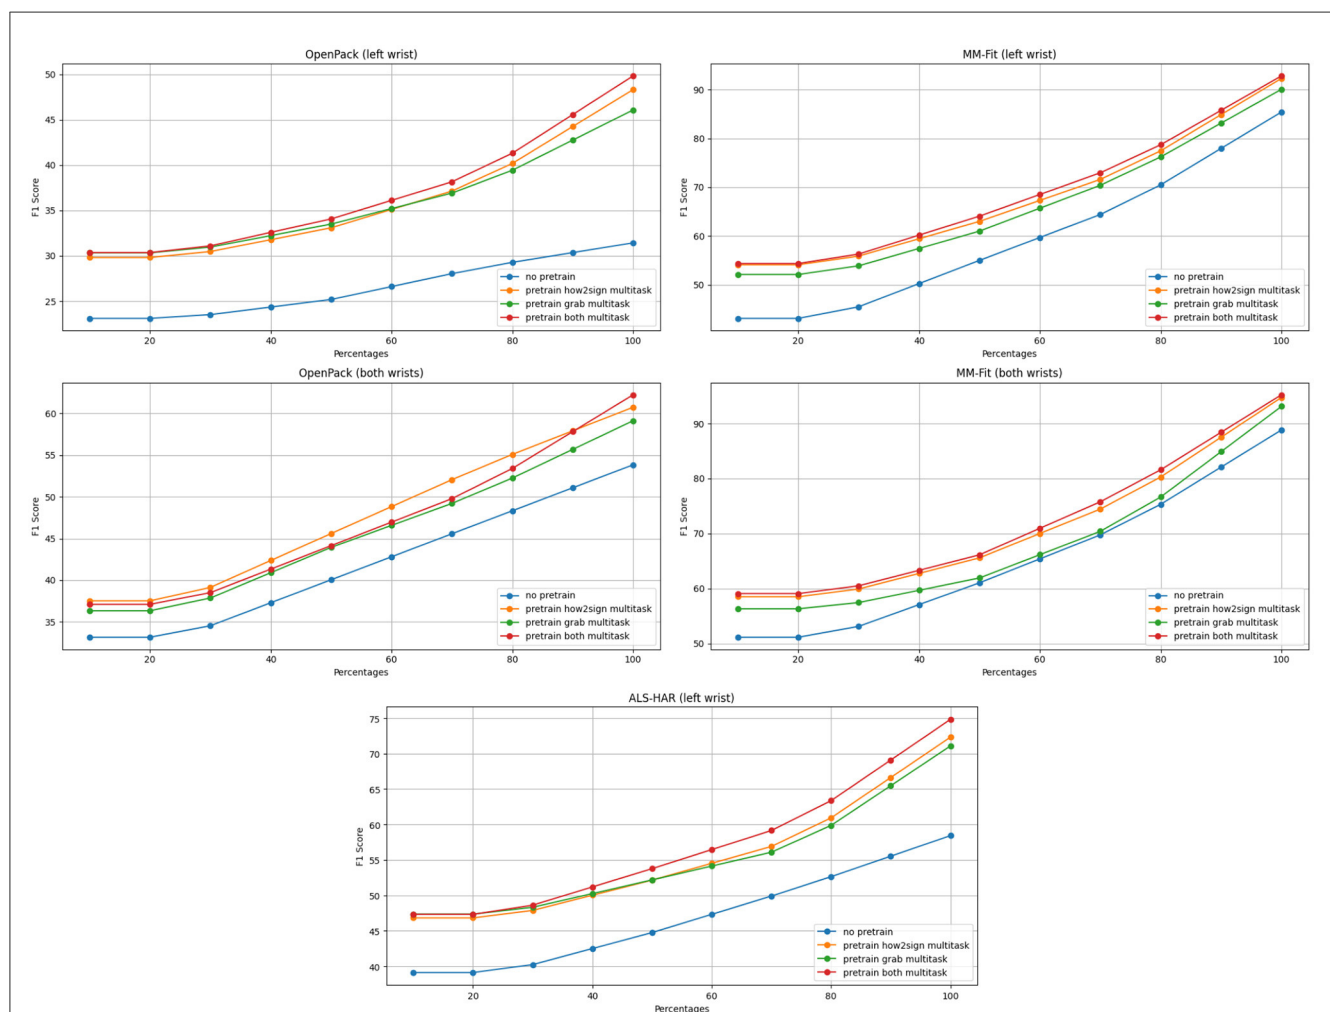 OpenPack (left wrist)
F1 Score
50
45
40
35
30
25
no pretrain
pretrain how2sign multitask
pretrain grab multitask
pretrain both multitask
20
40
60
80
100
Percentages
MM-Fit (left wrist)
F1 Score
90
80
70
60
50
no pretrain
pretrain how2sign multitask
pretrain grab multitask
pretrain both multitask
20
40
60
80
100
Percentages
OpenPack (both wrists)
F1 Score
60
55
50
45
40
35
no pretrain
pretrain how2sign multitask
pretrain grab multitask
pretrain both multitask
20
40
60
80
100
Percentages
MM-Fit (both wrists)
F1 Score
90
80
70
60
50
no pretrain
pretrain how2sign multitask
pretrain grab multitask
pretrain both multitask
20
40
60
80
100
Percentages
ALS-HAR (left wrist)
F1 Score
75
70
65
60
55
50
45
40
no pretrain
pretrain how2sign multitask
pretrain grab multitask
pretrain both multitask
20
40
60
80
100
Percentages